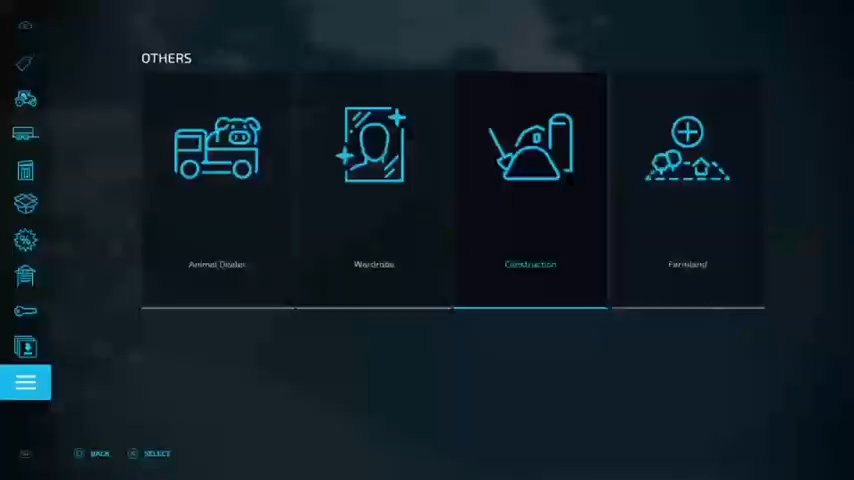 OTHERS
Animal Dealer
Wardrobe
Construction
Farmland
BACK
SELECT